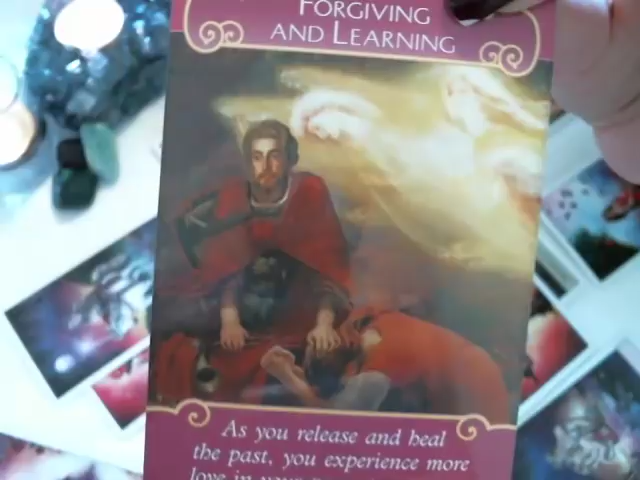 FORGIVING
AND LEARNING
As you release and heal
the past, you experience more
love in your